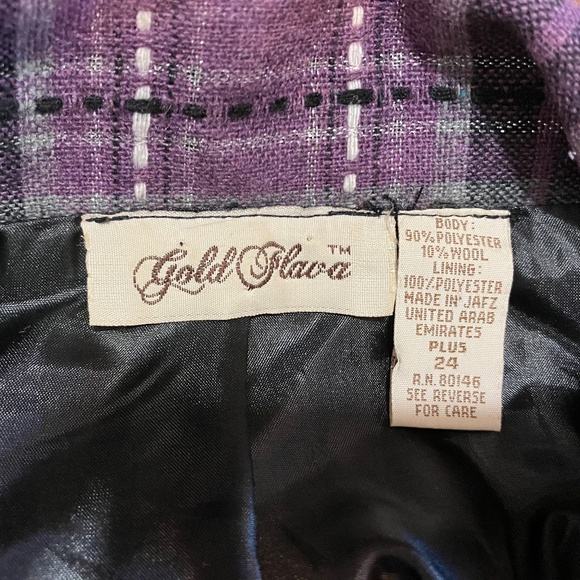 Gold Flava™
BODY:
90% POLYESTER
10% WOOL
LINING:
100% POLYESTER
MADE IN JAFZ
UNITED ARAB
EMIRATES
PLUS
24
R.N. 80146
SEE REVERSE
FOR CARE